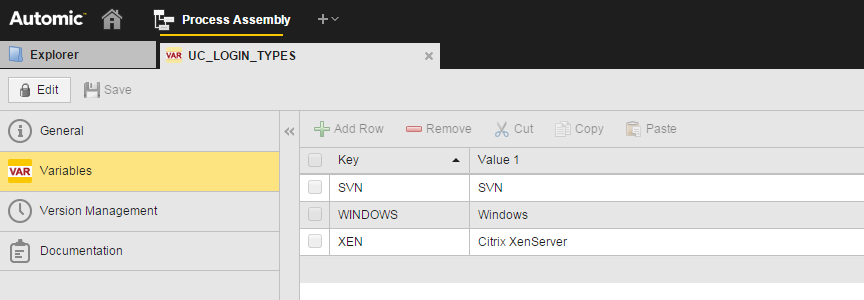 Automic Process Assembly
Explorer VAR UC_LOGIN_TYPES
Edit Save
General
VAR Variables
Version Management
Documentation
Add Row Remove Cut Copy Paste
Key Value 1
SVN SVN
WINDOWS Windows
XEN Citrix XenServer